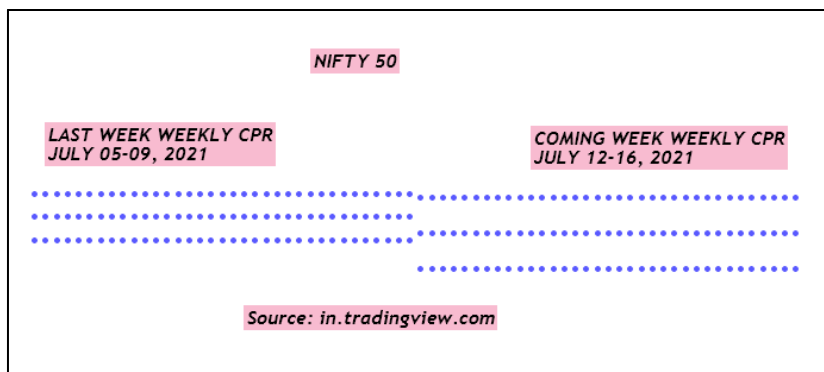 NIFTY 50
LAST WEEK WEEKLY CPR
JULY 05-09, 2021
COMING WEEK WEEKLY CPR
JULY 12-16, 2021
Source: in.tradingview.com